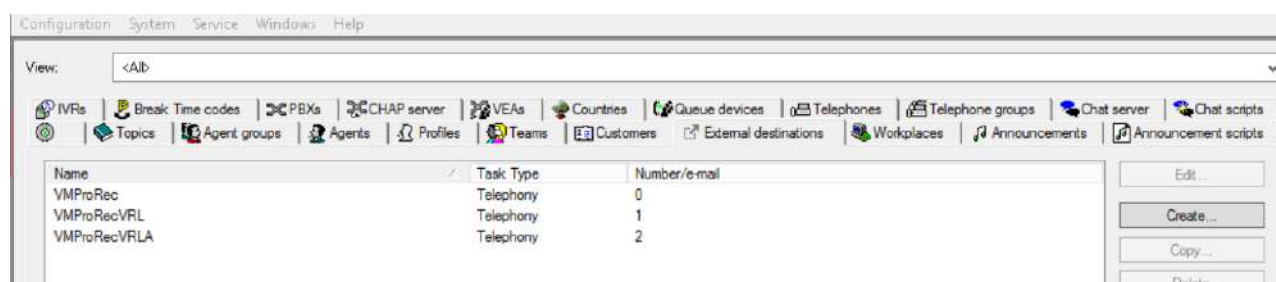 Configuration System Service Windows Help
View: <All>
IVRs Break Time codes PBXs CHAP server VEAs Countries Queue devices Telephones Telephone groups Chat server Chat scripts
Topics Agent groups Agents Profiles Teams Customers External destinations Workplaces Announcements Announcement scripts
Name Task Type Number/e-mail Edit...
VMProRec Telephony 0
VMProRecVRL Telephony 1 Create...
VMProRecVRLA Telephony 2
Copy...
Delete